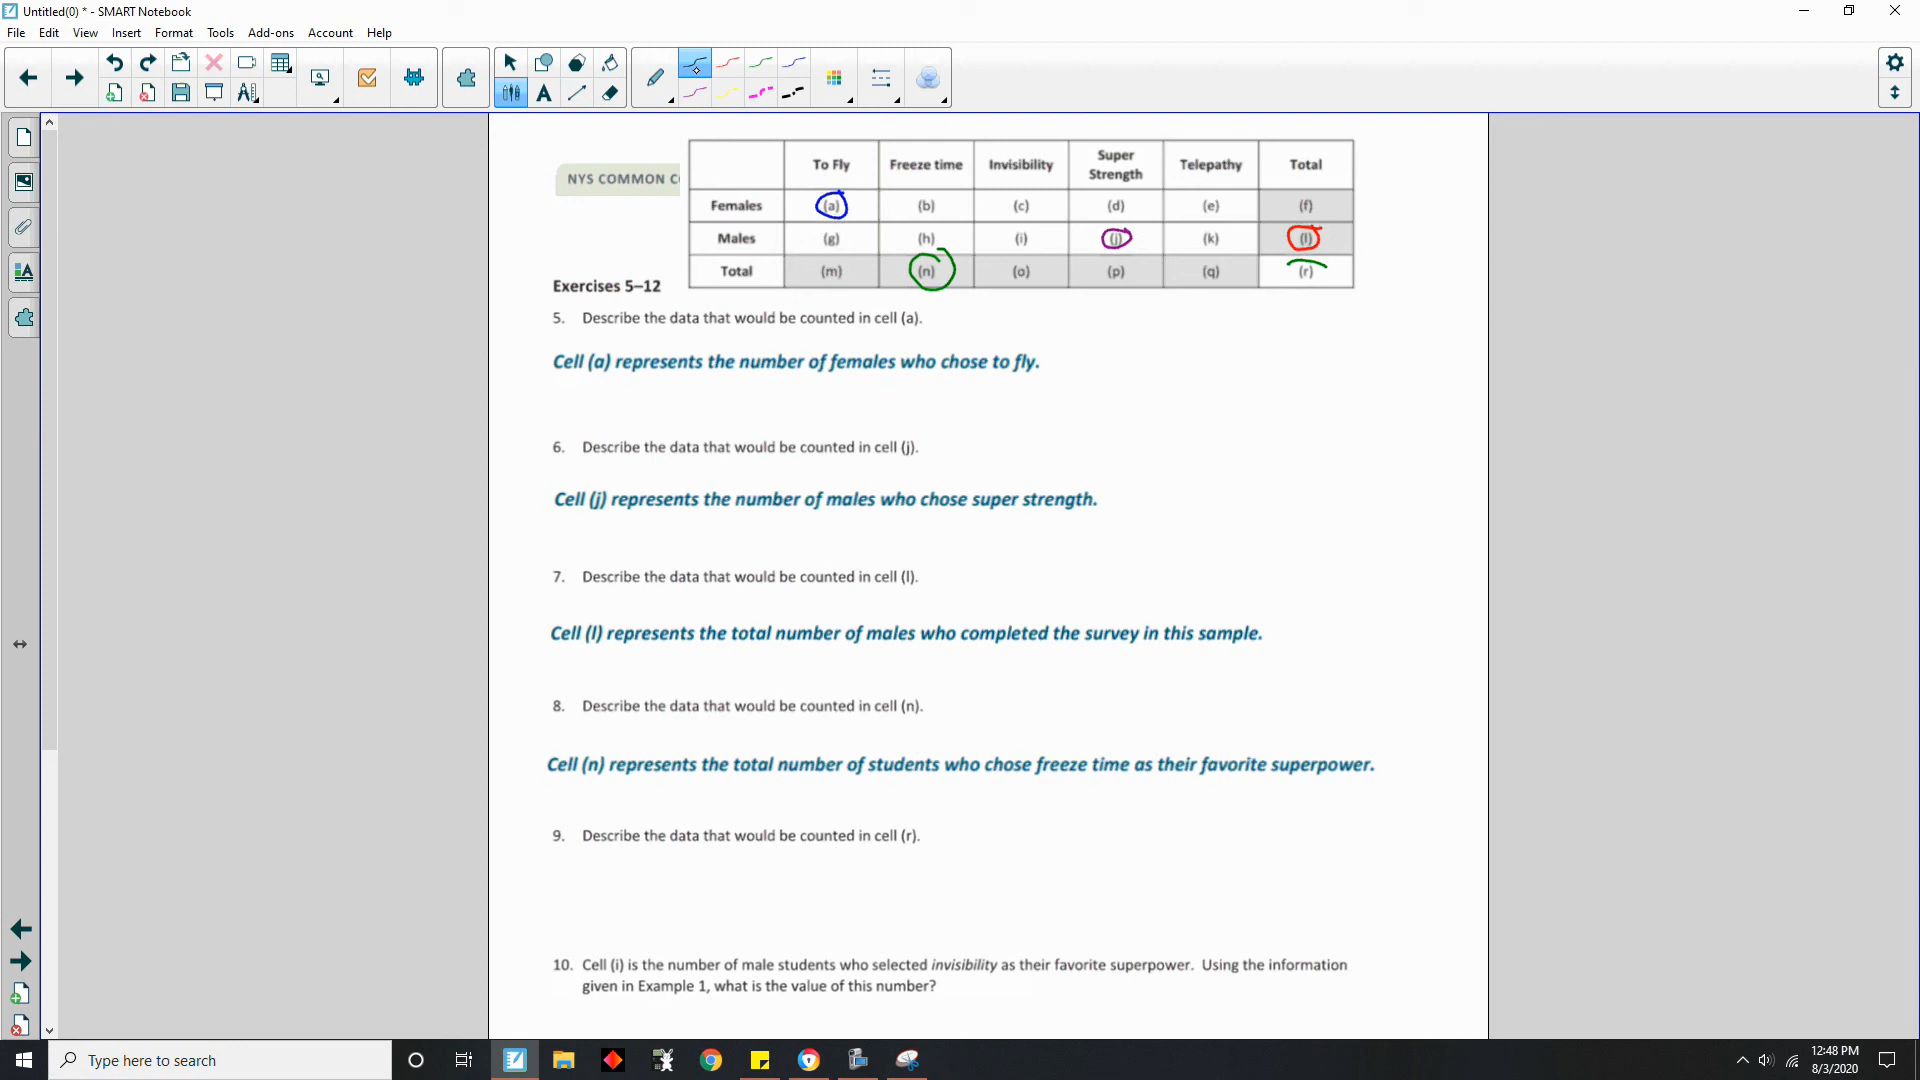 Untitled(0) * - SMART Notebook
File Edit View Insert Format Tools Add-ons Account Help
NYS COMMON C
To Fly Freeze time Invisibility Super Strength Telepathy Total
Females (a) (b) (c) (d) (e) (f)
Males (g) (h) (i) (j) (k) (l)
Total (m) (n) (o) (p) (q) (r)
Exercises 5–12
5. Describe the data that would be counted in cell (a).
Cell (a) represents the number of females who chose to fly.
6. Describe the data that would be counted in cell (j).
Cell (j) represents the number of males who chose super strength.
7. Describe the data that would be counted in cell (l).
Cell (l) represents the total number of males who completed the survey in this sample.
8. Describe the data that would be counted in cell (n).
Cell (n) represents the total number of students who chose freeze time as their favorite superpower.
9. Describe the data that would be counted in cell (r).
10. Cell (i) is the number of male students who selected invisibility as their favorite superpower. Using the information
given in Example 1, what is the value of this number?
Type here to search
12:48 PM
8/3/2020